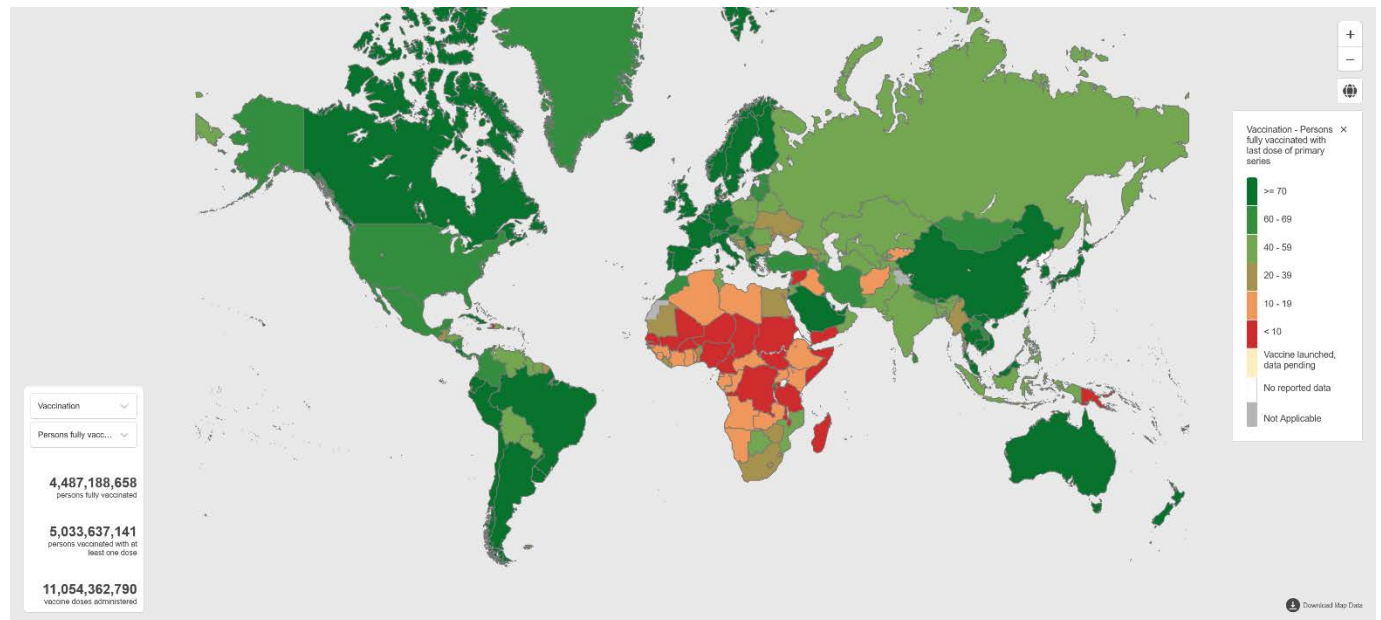 +
−
Vaccination - Persons ×
fully vaccinated with
last dose of primary
series
>= 70
60 - 69
40 - 59
20 - 39
10 - 19
< 10
Vaccine launched,
data pending
No reported data
Not Applicable
Vaccination
Persons fully vacc...
4,487,188,658
persons fully vaccinated
5,033,637,141
persons vaccinated with at
least one dose
11,054,362,790
vaccine doses administered
Download Map Data